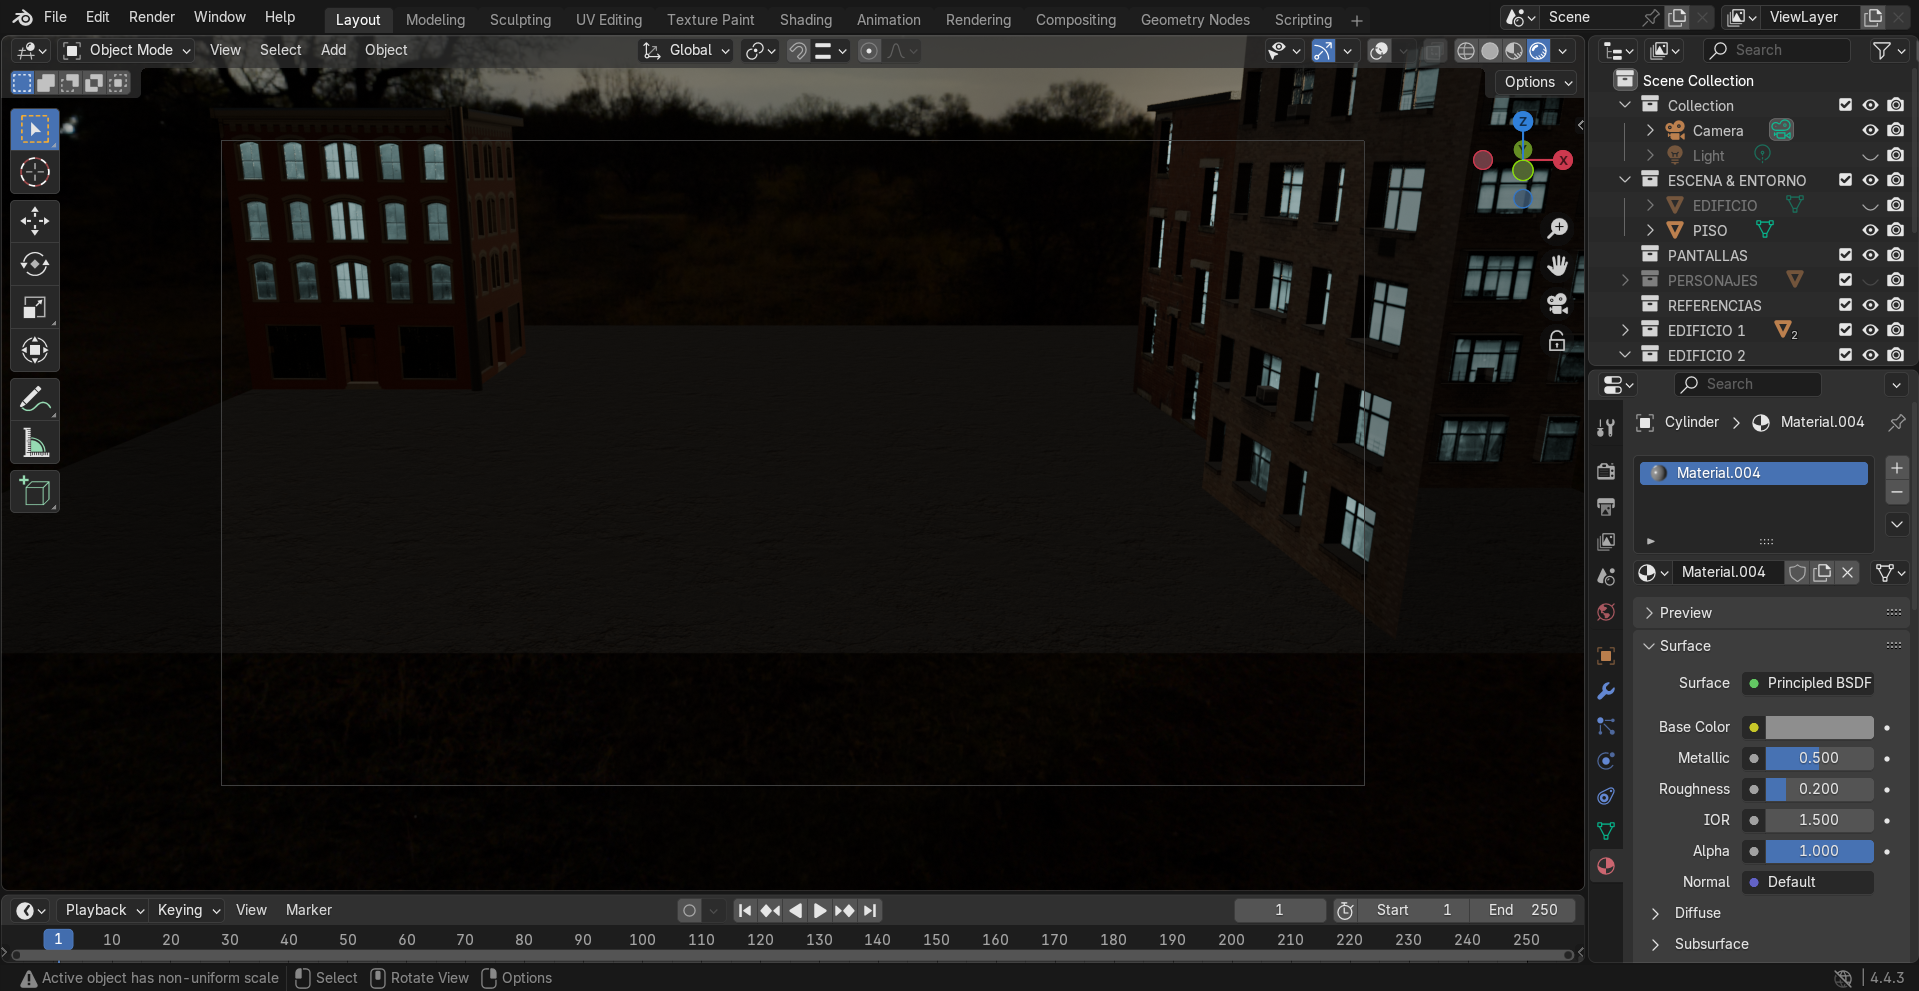 File Edit Render Window Help Layout Modeling Sculpting UV Editing Texture Paint Shading Animation Rendering Compositing Geometry Nodes Scripting Scene ViewLayer
Object Mode View Select Add Object Global Search
Options
Z
X
Scene Collection
Collection
Camera
Light
ESCENA & ENTORNO
EDIFICIO
PISO
PANTALLAS
PERSONAJES
REFERENCIAS
EDIFICIO 1 2
EDIFICIO 2
Search
Cylinder Material.004
Material.004
Material.004
Preview
Surface
Surface Principled BSDF
Base Color
Metallic 0.500
Roughness 0.200
IOR 1.500
Alpha 1.000
Normal Default
Diffuse
Subsurface
Playback Keying View Marker 1 Start 1 End 250
1 10 20 30 40 50 60 70 80 90 100 110 120 130 140 150 160 170 180 190 200 210 220 230 240 250
Active object has non-uniform scale Select Rotate View Options 4.4.3